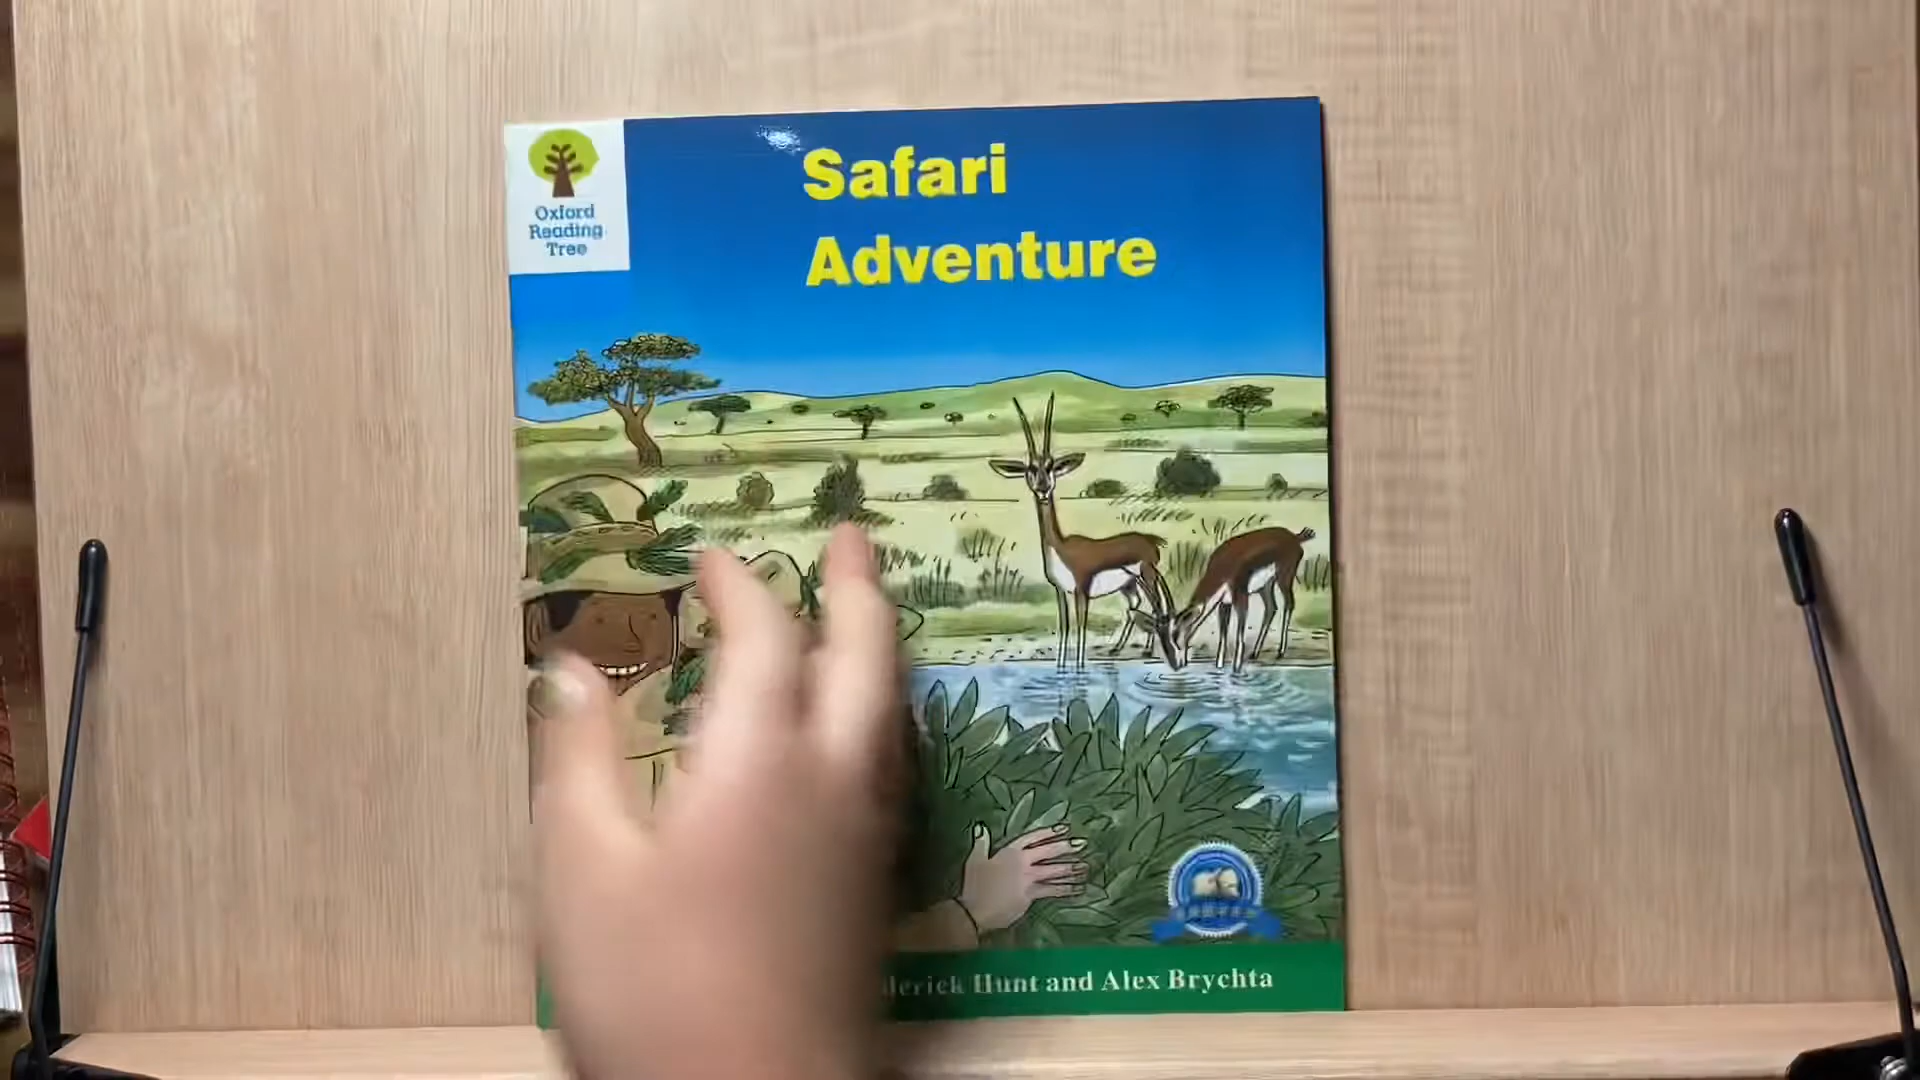 Oxford
Reading
Tree
Safari
Adventure
Hunt and Alex Brychta